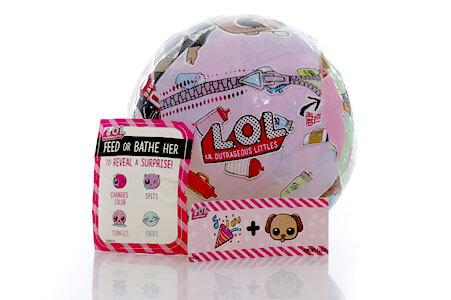 L.O.L.
LIL OUTRAGEOUS LITTLES
L.O.L.
FEED OR BATHE HER
TO REVEAL A SURPRISE!
CHANGES
COLOR
SPITS
TINKLES
CRIES
L.O.L.
+